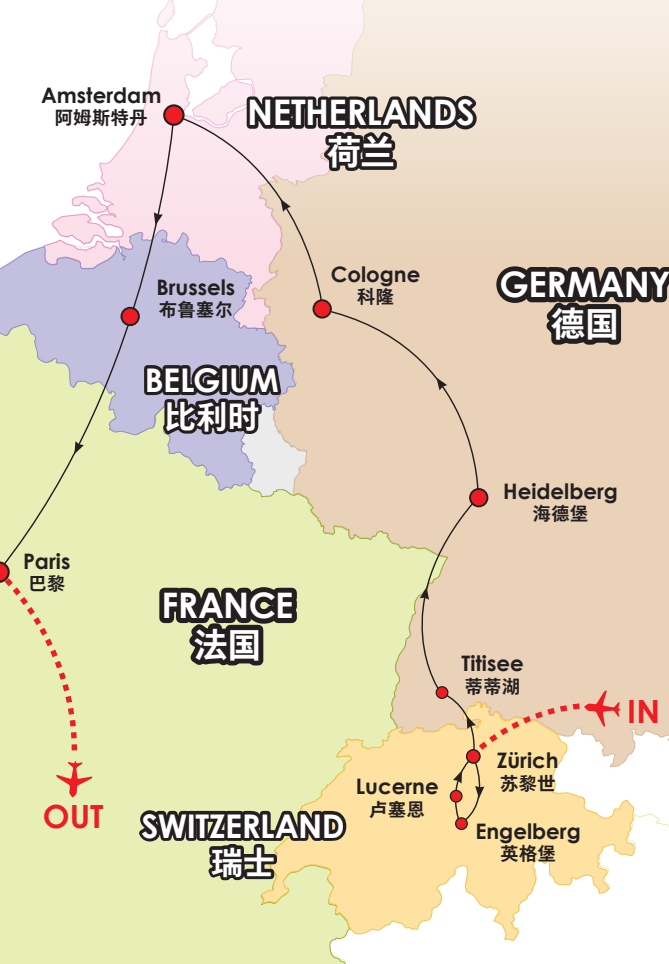 Amsterdam
阿姆斯特丹
NETHERLANDS
荷兰
Cologne
科隆
GERMANY
德国
Brussels
布鲁塞尔
BELGIUM
比利时
Heidelberg
海德堡
Paris
巴黎
FRANCE
法国
Titisee
蒂蒂湖
IN
Zürich
苏黎世
Lucerne
卢塞恩
OUT
SWITZERLAND
瑞士
Engelberg
英格堡